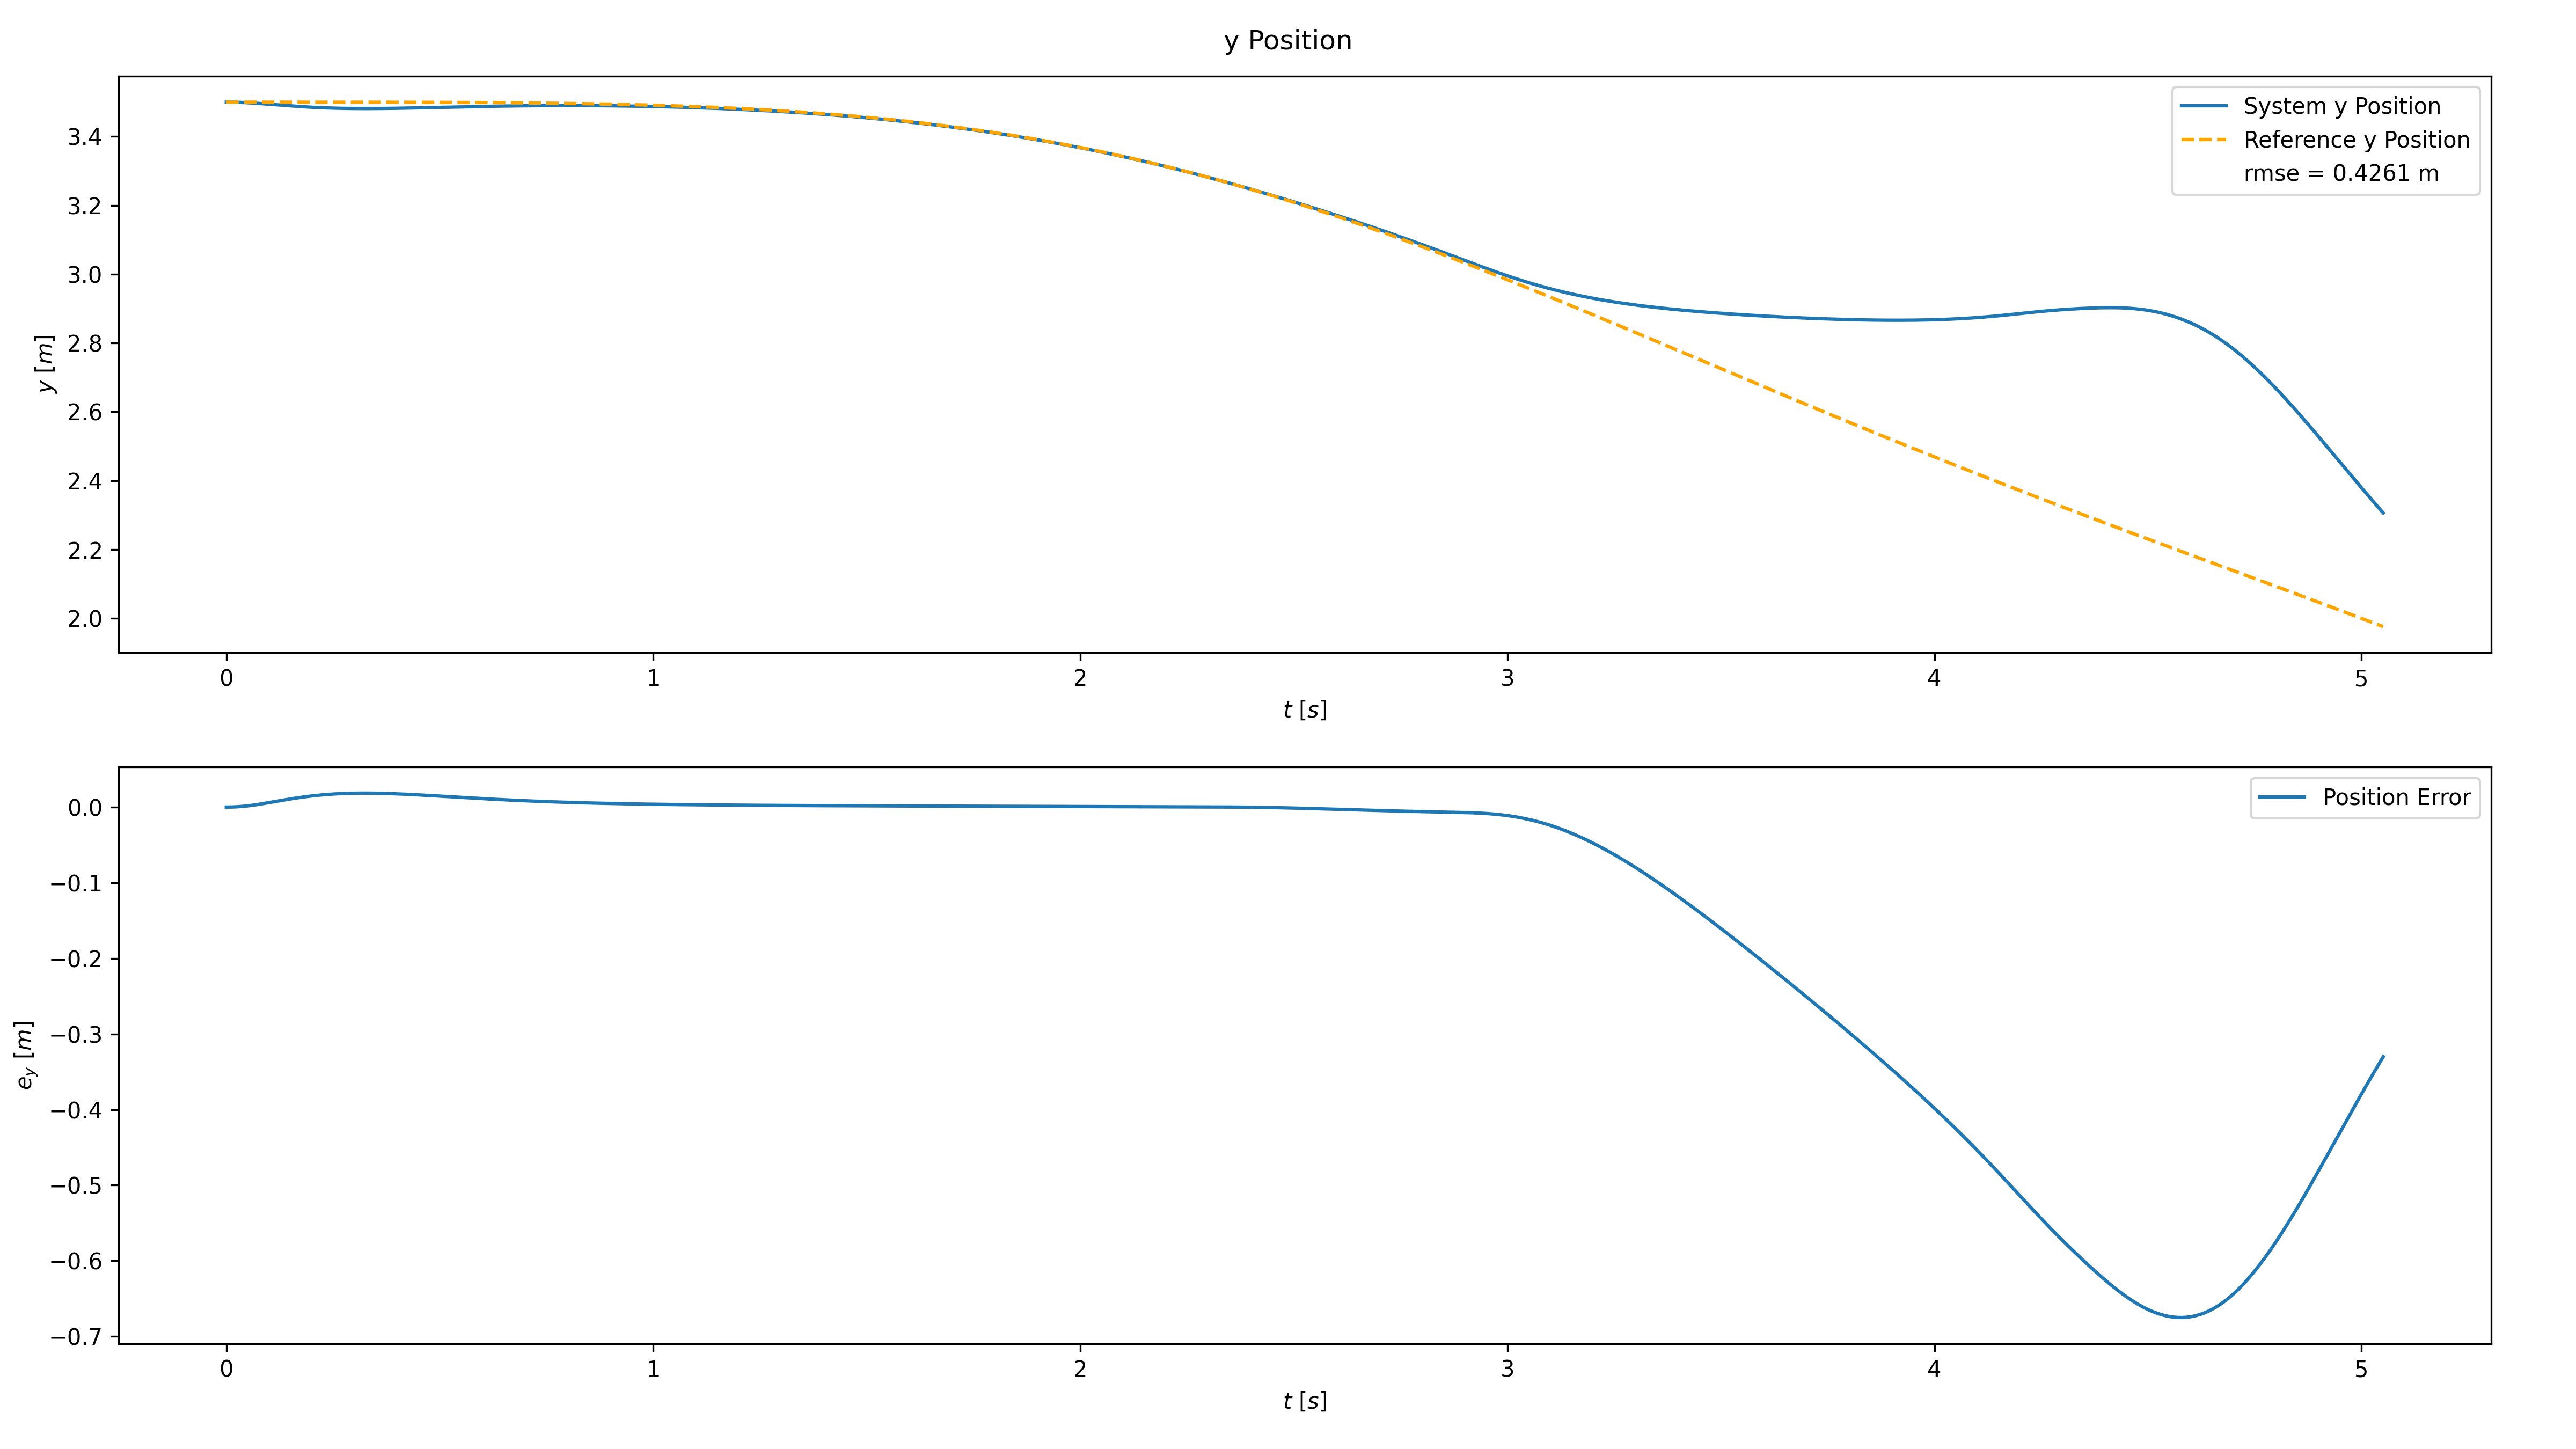 y Position
System y Position
Reference y Position
rmse = 0.4261 m
3.4
3.2
3.0
2.8
2.6
2.4
2.2
2.0
y [m]
0 1 2 3 4 5
t [s]
Position Error
0.0
−0.1
−0.2
−0.3
−0.4
−0.5
−0.6
−0.7
e_y [m]
0 1 2 3 4 5
t [s]